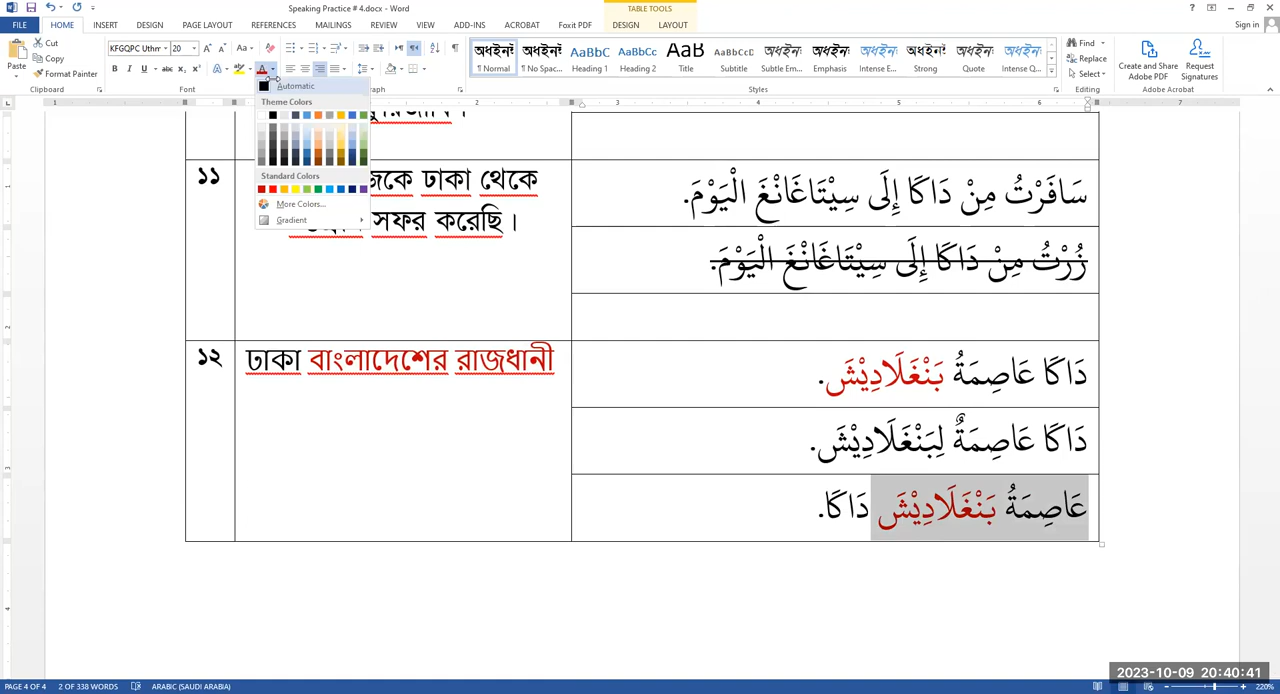 Speaking Practice # 4.docx - Word
TABLE TOOLS
Sign in
FILE HOME INSERT DESIGN PAGE LAYOUT REFERENCES MAILINGS REVIEW VIEW ADD-INS ACROBAT Foxit PDF DESIGN LAYOUT
Paste
Cut
Copy
Format Painter
Clipboard
KFGQPC Uthm 20
Font
Styles
AaBbC AaBbCc AaB AaBbCcD
Normal No Spac... Heading 1 Heading 2 Title Subtitle Subtle Em... Emphasis Intense E... Strong Quote Intense Q...
Find
Replace
Select
Editing
Create and Share Adobe PDF
Request Signatures
Adobe Acrobat
Automatic
Theme Colors
Standard Colors
More Colors...
Gradient
১১
ঢাকা থেকে
সফর করেছি।
سَافَرْتُ مِنْ دَاكَا إِلَى سِيْتَاغَانْغَ الْيَوْمَ.
زُرْتُ مِنْ دَاكَا إِلَى سِيْتَاغَانْغَ الْيَوْمَ.
১২
ঢাকা বাংলাদেশের রাজধানী
دَاكَا عَاصِمَةُ بَنْغَلَادِيْشَ.
دَاكَا عَاصِمَةٌ لِبَنْغَلَادِيْشَ.
عَاصِمَةُ بَنْغَلَادِيْشَ دَاكَا.
2023-10-09 20:40:41
PAGE 4 OF 4 2 OF 338 WORDS ARABIC (SAUDI ARABIA) 220%